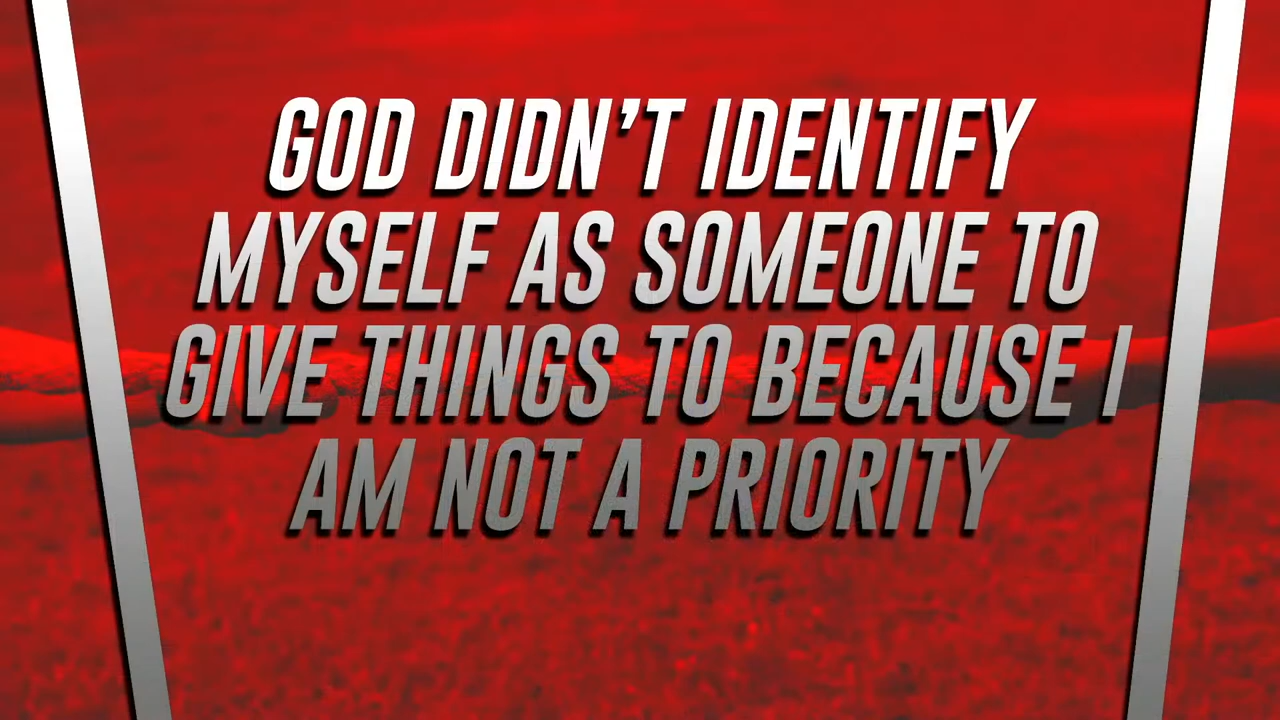 GOD DIDN'T IDENTIFY
MYSELF AS SOMEONE TO
GIVE THINGS TO BECAUSE I
AM NOT A PRIORITY